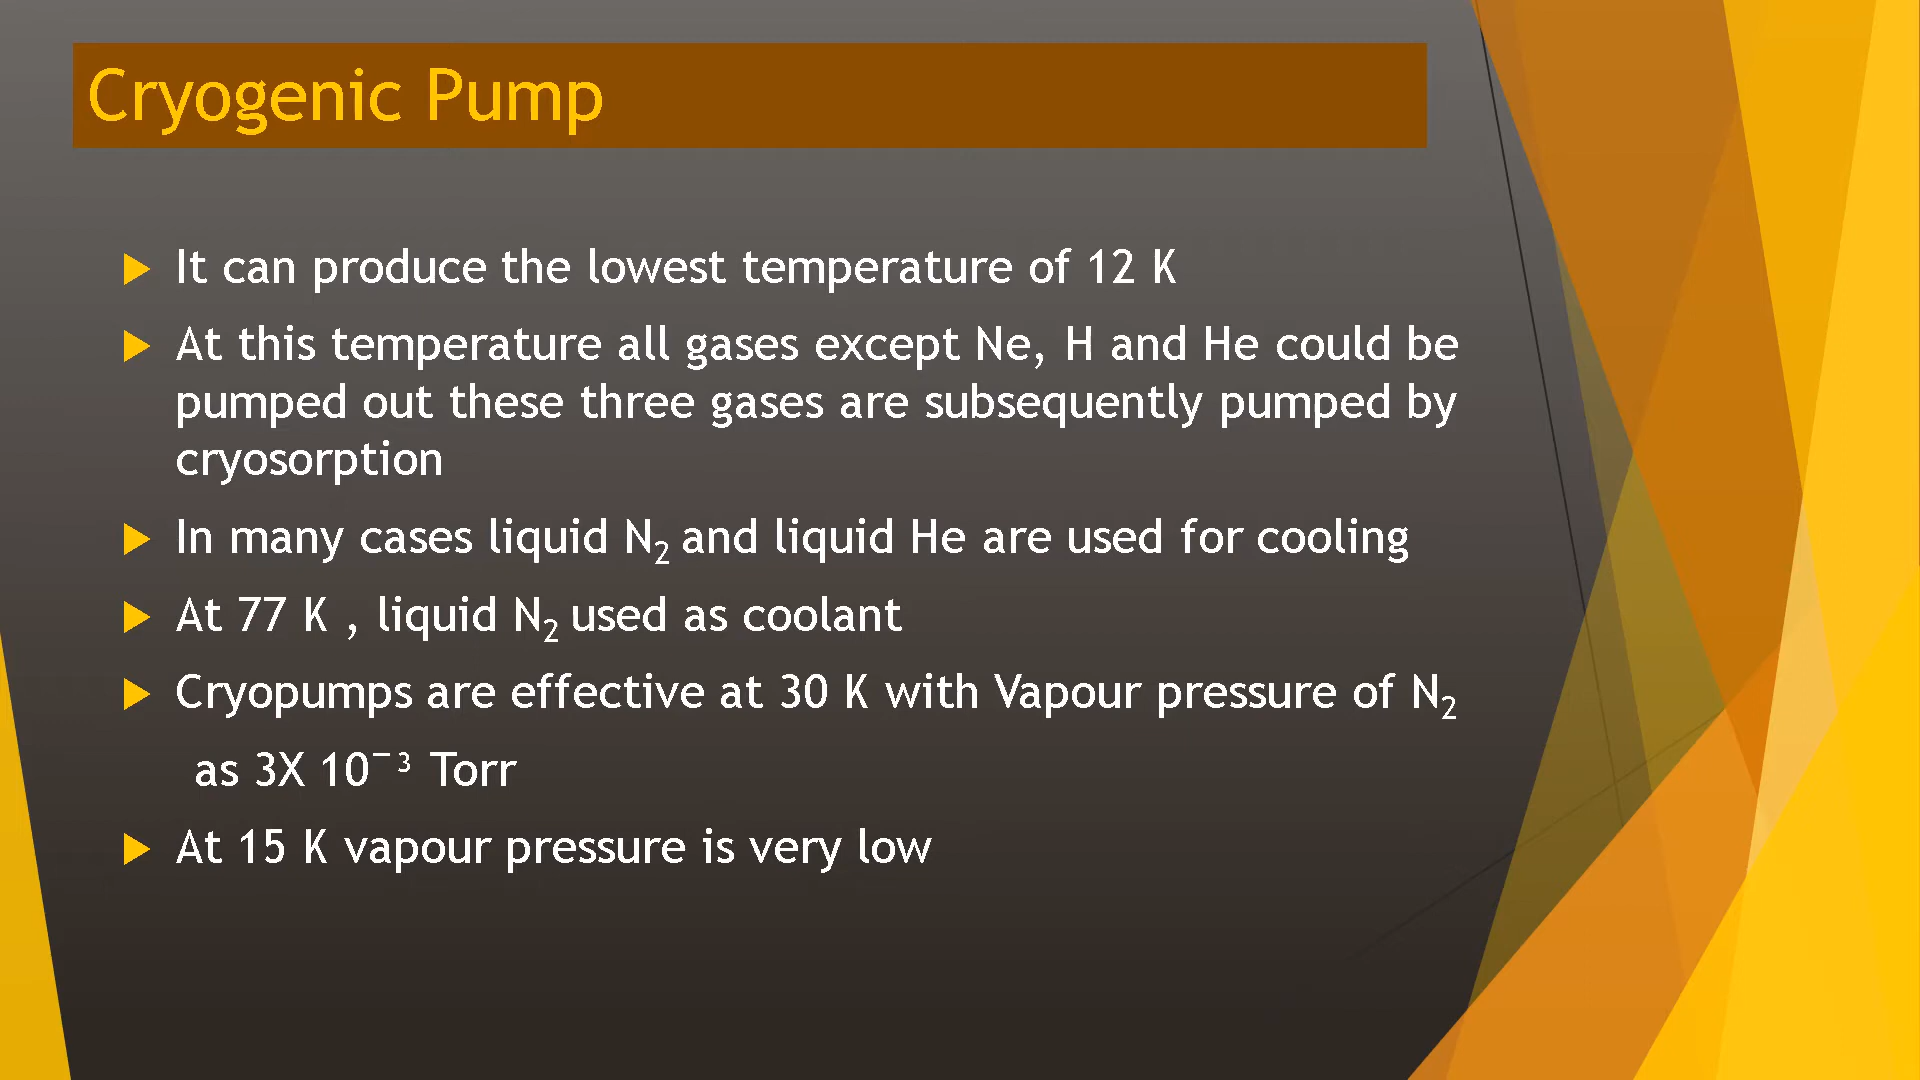 Cryogenic Pump
It can produce the lowest temperature of 12 K
At this temperature all gases except Ne, H and He could be
pumped out these three gases are subsequently pumped by
cryosorption
In many cases liquid N₂ and liquid He are used for cooling
At 77 K , liquid N₂ used as coolant
Cryopumps are effective at 30 K with Vapour pressure of N₂
as 3X 10⁻³ Torr
At 15 K vapour pressure is very low